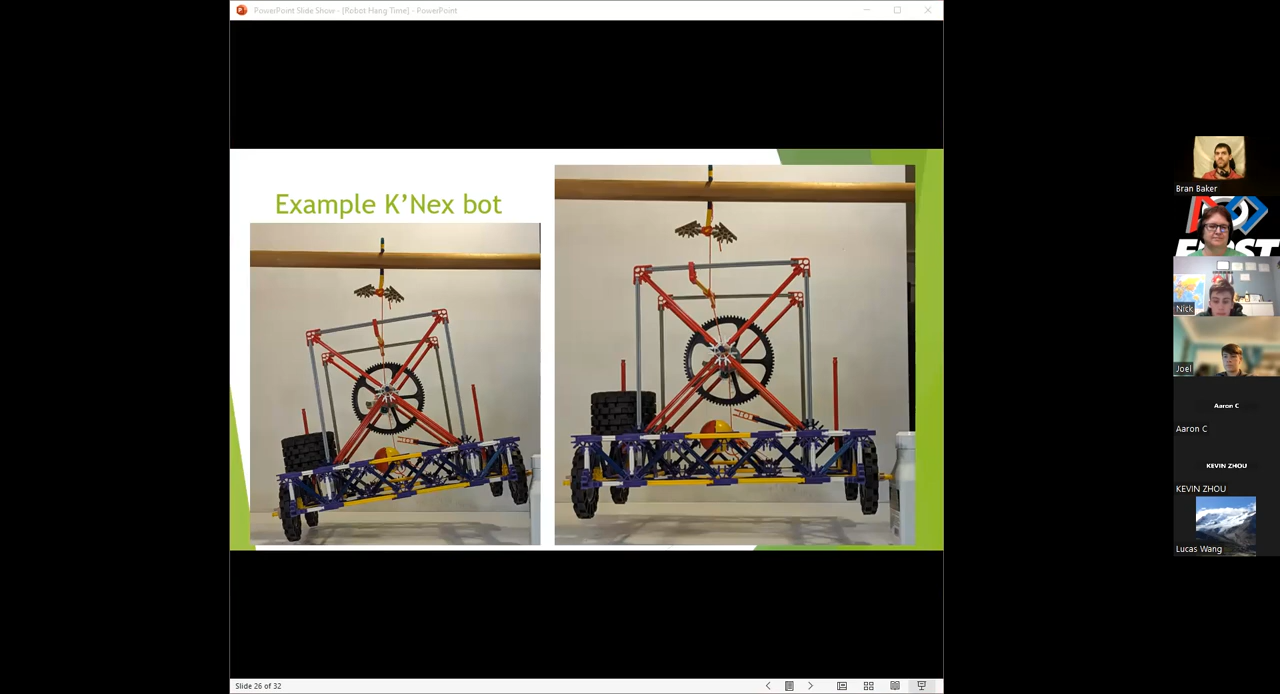 PowerPoint Slide Show - [Robot Hang Time] - PowerPoint
Example K'Nex bot
Bran Baker
FIRST
Nick
Joel
Aaron C
Aaron C
KEVIN ZHOU
KEVIN ZHOU
Lucas Wang
Slide 26 of 32